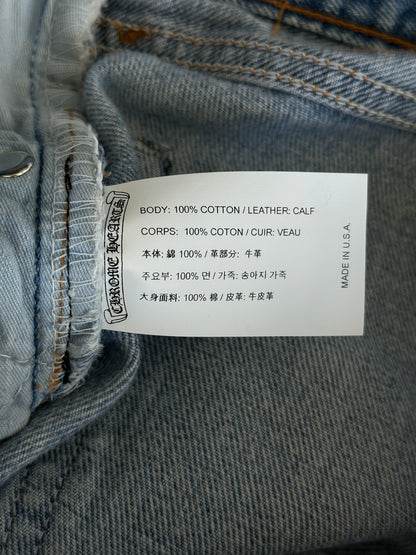 CHROME HEARTS
BODY: 100% COTTON / LEATHER: CALF
CORPS: 100% COTON / CUIR: VEAU
本体: 綿 100% / 革部分: 牛革
주요부: 100% 면 / 가죽: 송아지 가죽
大身面料: 100% 棉 / 皮革: 牛皮革
MADE IN U.S.A.